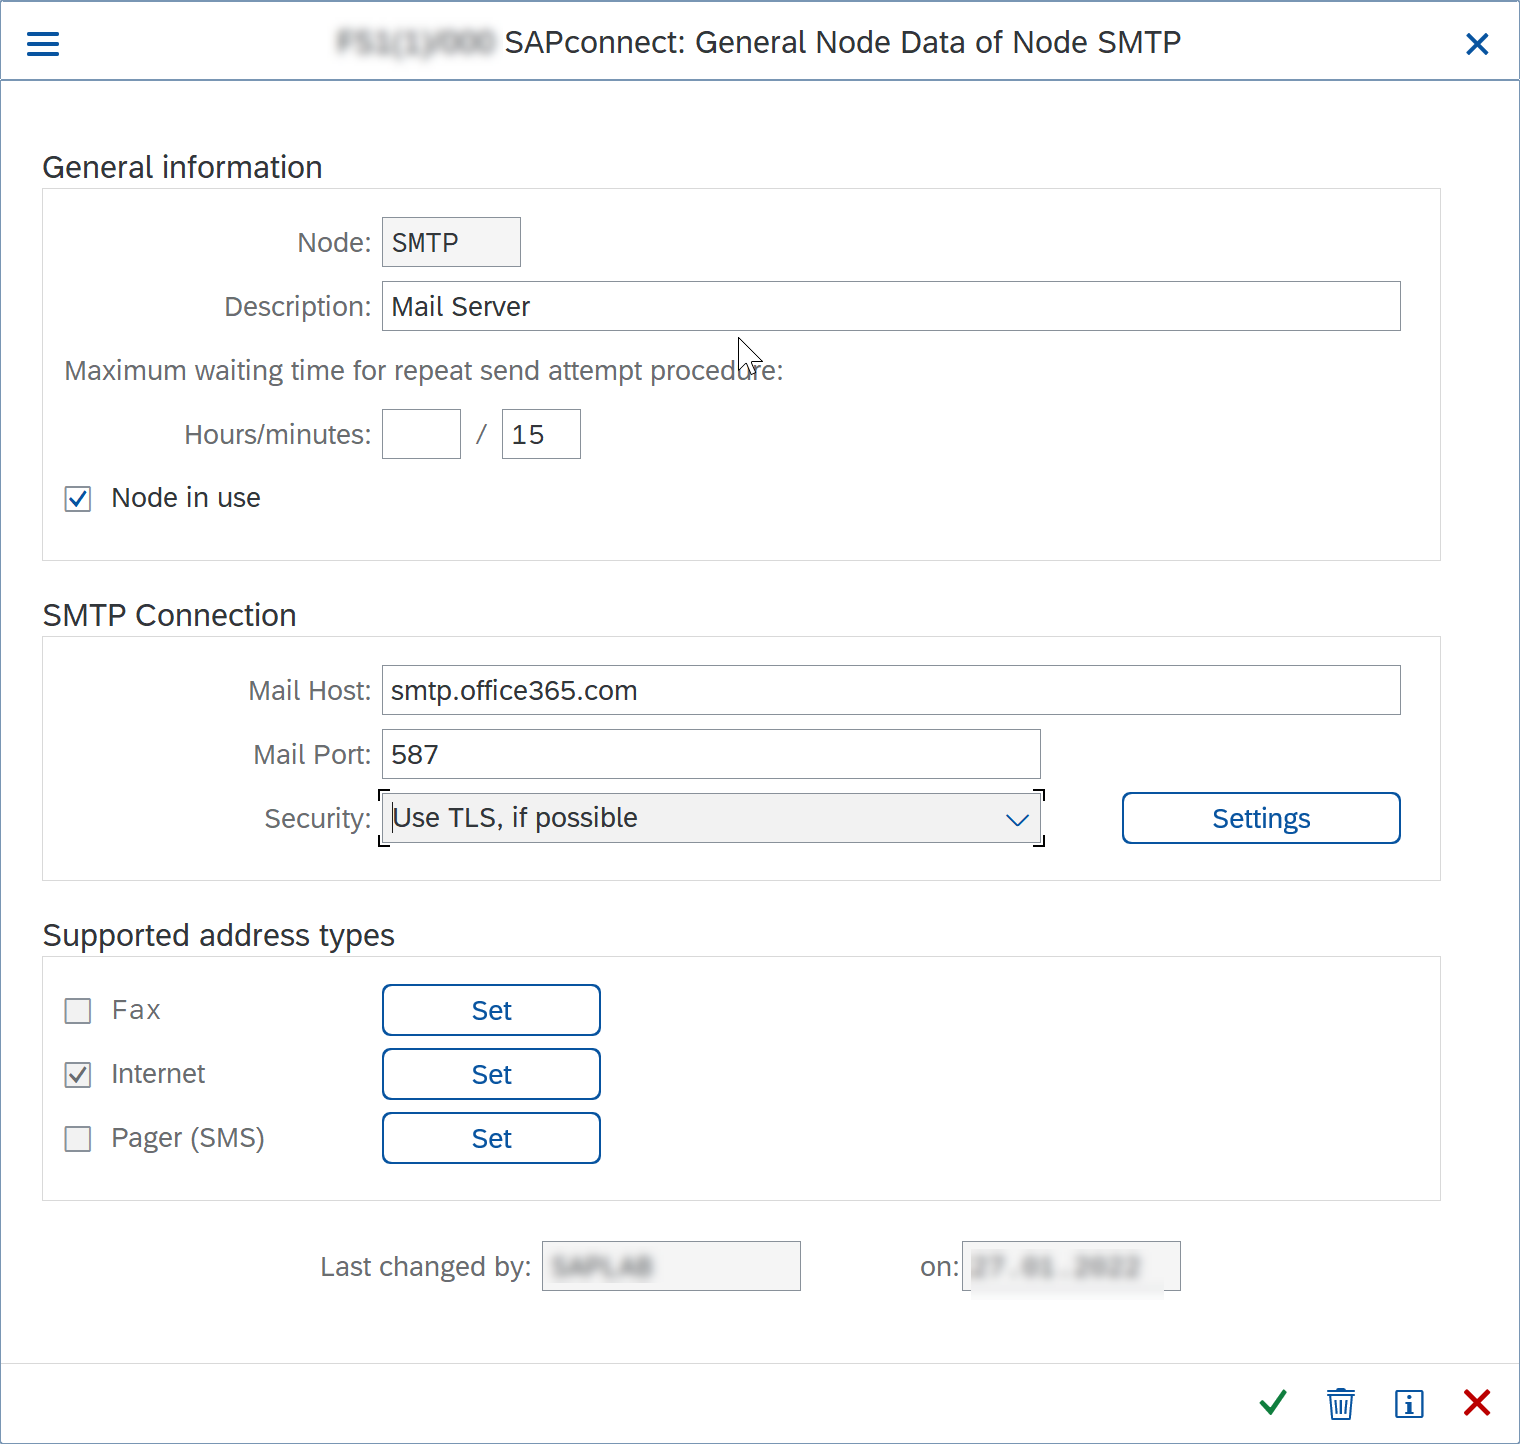 SAPconnect: General Node Data of Node SMTP
General information
Node: SMTP
Description: Mail Server
Maximum waiting time for repeat send attempt procedure:
Hours/minutes: / 15
Node in use
SMTP Connection
Mail Host: smtp.office365.com
Mail Port: 587
Security: Use TLS, if possible Settings
Supported address types
Fax Set
Internet Set
Pager (SMS) Set
Last changed by: on: